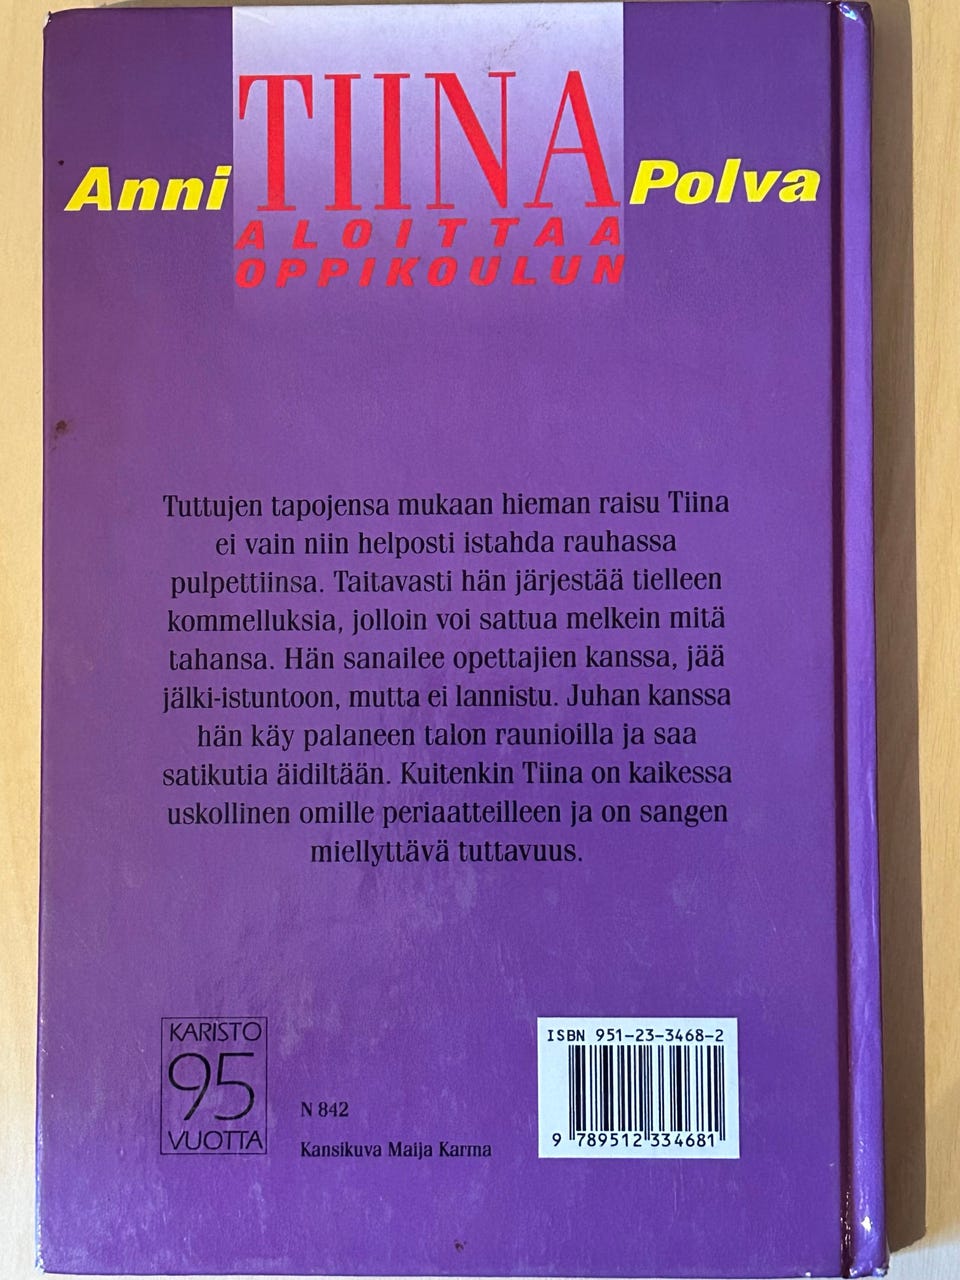 Anni TIINA Polva
ALOITTAA
OPPIKOULUN
Tuttujen tapojensa mukaan hieman raisu Tiina
ei vain niin helposti istahda rauhassa
pulpettiinsa. Taitavasti hän järjestää tielleen
kommelluksia, jolloin voi sattua melkein mitä
tahansa. Hän sanailee opettajien kanssa, jää
jälki-istuntoon, mutta ei lannistu. Juhan kanssa
hän käy palaneen talon raunioilla ja saa
satikutia äidiltään. Kuitenkin Tiina on kaikessa
uskollinen omille periaatteilleen ja on sangen
miellyttävä tuttavuus.
KARISTO
95
VUOTTA
N 842
Kansikuva Maija Karma
ISBN 951-23-3468-2
9 789512 334681